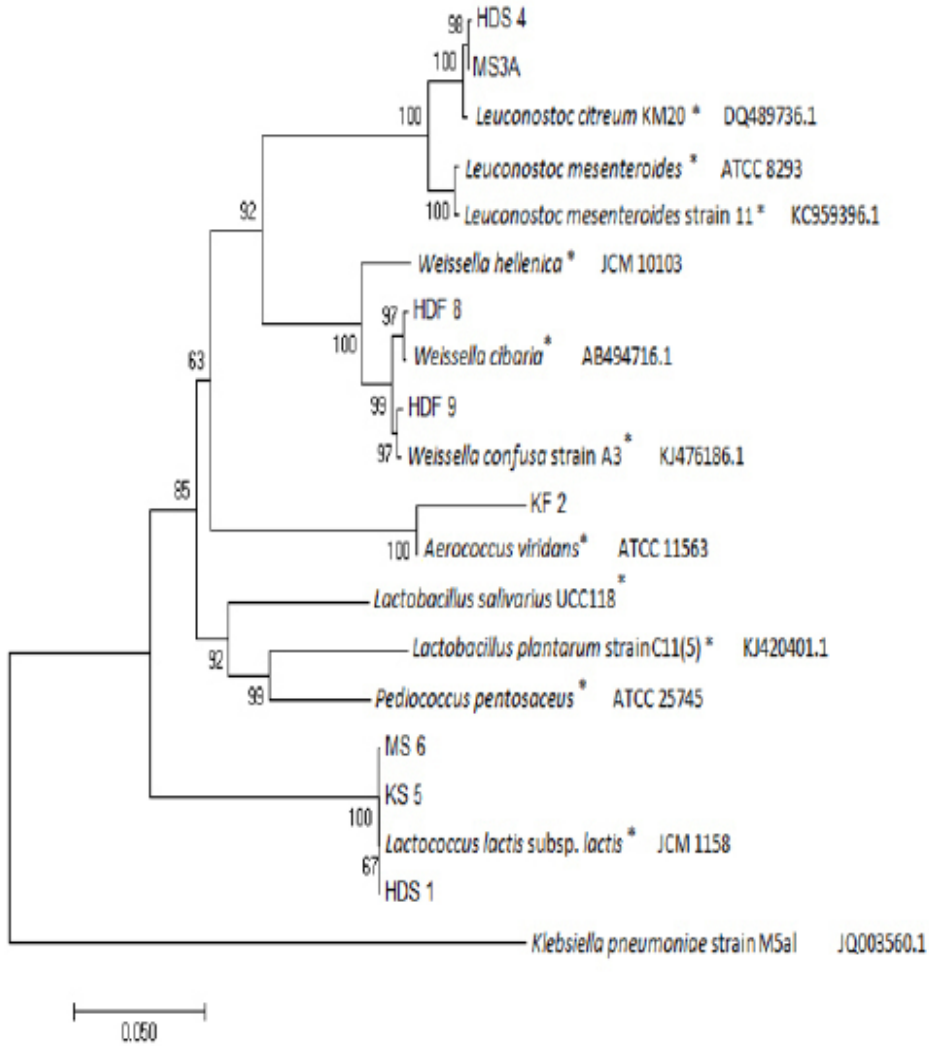 98 HDS 4
100 MS3A
100 Leuconostoc citreum KM20 * DQ489736.1
Leuconostoc mesenteroides * ATCC 8293
92 100 Leuconostoc mesenteroides strain 11 * KC959396.1
Weissella hellenica * JCM 10103
97 HDF 8
100
63 Weissella cibaria * AB494716.1
99 HDF 9
97 Weissella confusa strain A3 * KJ476186.1
85
KF 2
100 Aerococcus viridans * ATCC 11563
Lactobacillus salivarius UCC118 *
92 Lactobacillus plantarum strain C11(5) * KJ420401.1
99 Pediococcus pentosaceus * ATCC 25745
MS 6
KS 5
100
Lactococcus lactis subsp. lactis * JCM 1158
67
HDS 1
Klebsiella pneumoniae strain M5al JQ003560.1
0.050